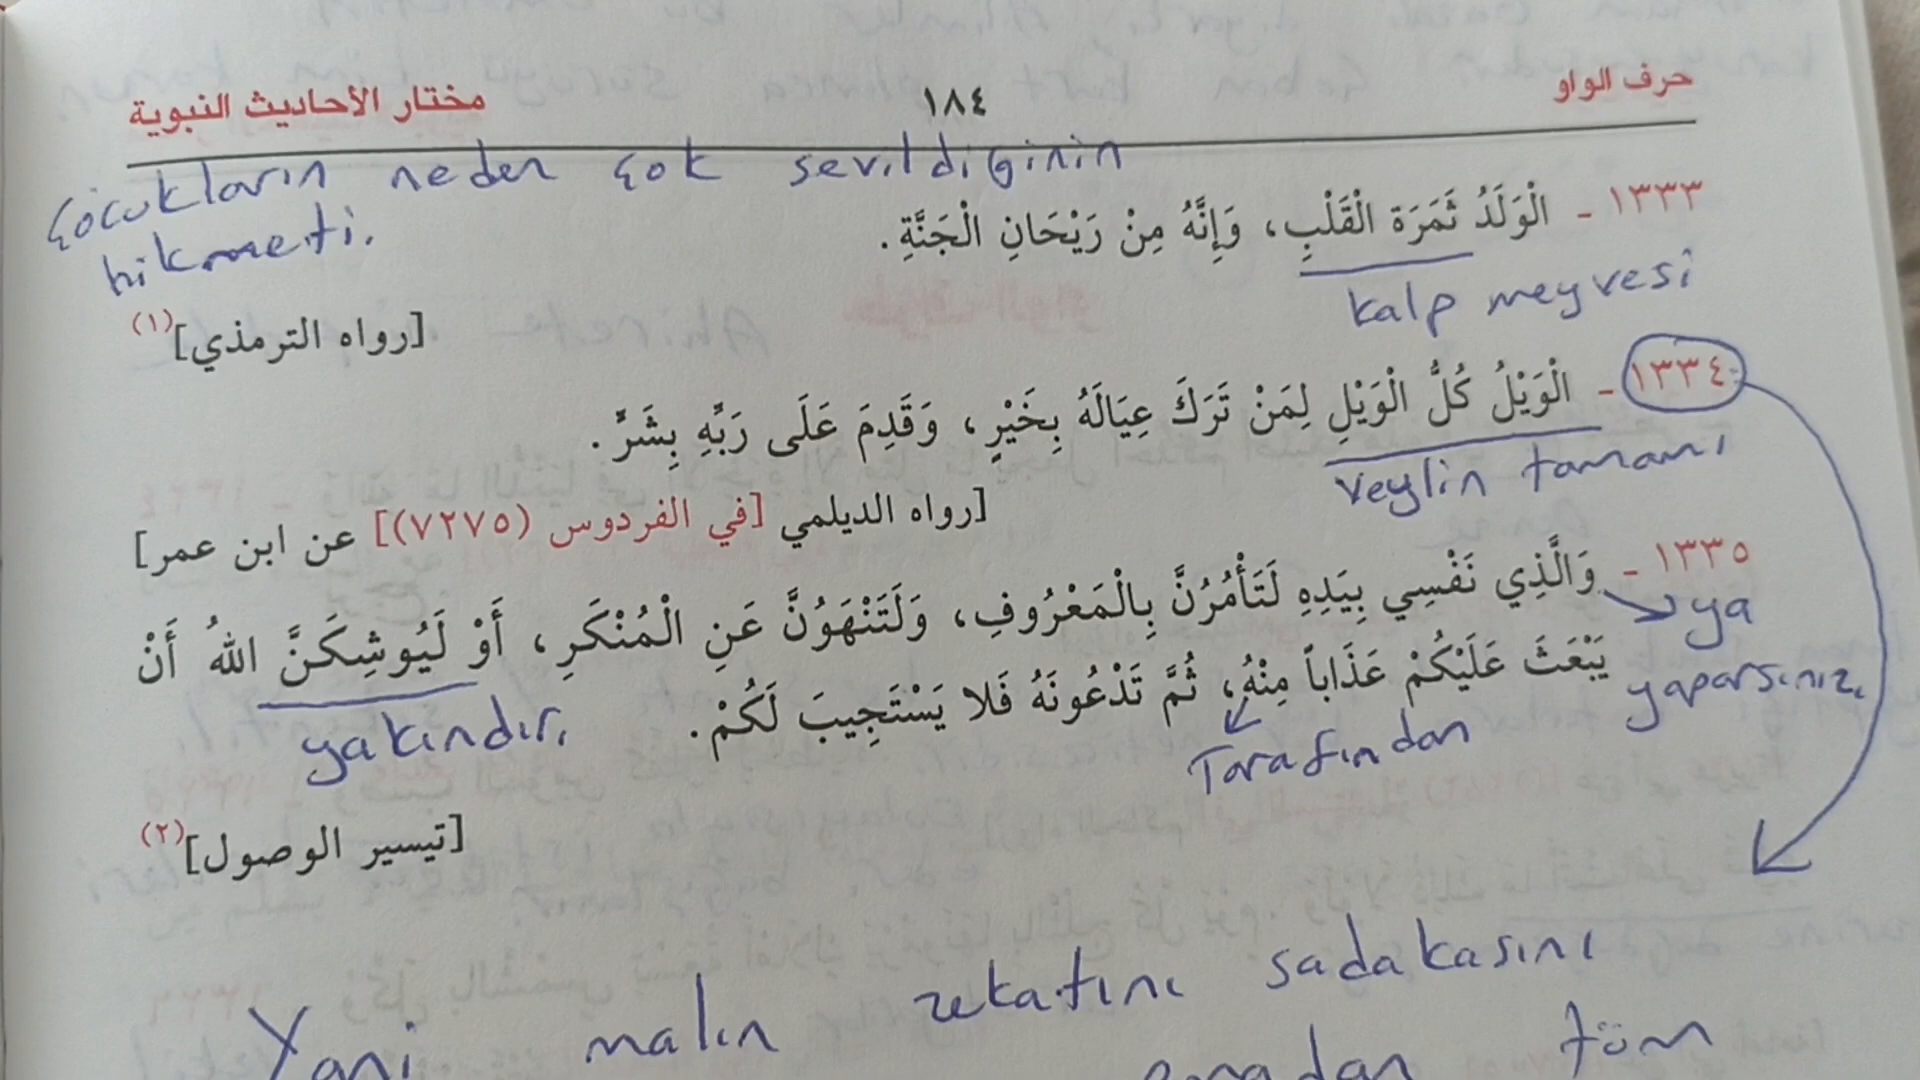 حرف الواو ١٨٤ مختار الأحاديث النبوية
Çocukların neden çok sevildiğinin
hikmeti.
١٣٣٣ - الْوَلَدُ ثَمَرَة الْقَلْبِ، وَإِنَّهُ مِنْ رَيْحَانِ الْجَنَّةِ.
kalp meyvesi
[رواه الترمذي](١)
١٣٣٤ - الْوَيْلُ كُلُّ الْوَيْلِ لِمَنْ تَرَكَ عِيَالَهُ بِخَيْرٍ، وَقَدِمَ عَلَى رَبِّهِ بِشَرٍّ.
veylin tamamı
[رواه الديلمي [في الفردوس (٧٢٧٥)] عن ابن عمر]
١٣٣٥ - وَالَّذِي نَفْسِي بِيَدِهِ لَتَأْمُرُنَّ بِالْمَعْرُوفِ، وَلَتَنْهَوُنَّ عَنِ الْمُنْكَرِ، أَوْ لَيُوشِكَنَّ اللهُ أَنْ
ya
yaparsınız.
يَبْعَثَ عَلَيْكُمْ عَذَاباً مِنْهُ، ثُمَّ تَدْعُونَهُ فَلا يَسْتَجِيبَ لَكُمْ.
yakındır.
Tarafından
[تيسير الوصول](٢)
Yani malın zekatını sadakasını
tüm